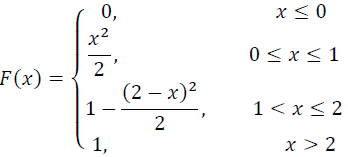 F(x) = { 0, x ≤ 0
x²/2, 0 ≤ x ≤ 1
1 − (2 − x)²/2, 1 < x ≤ 2
1, x > 2